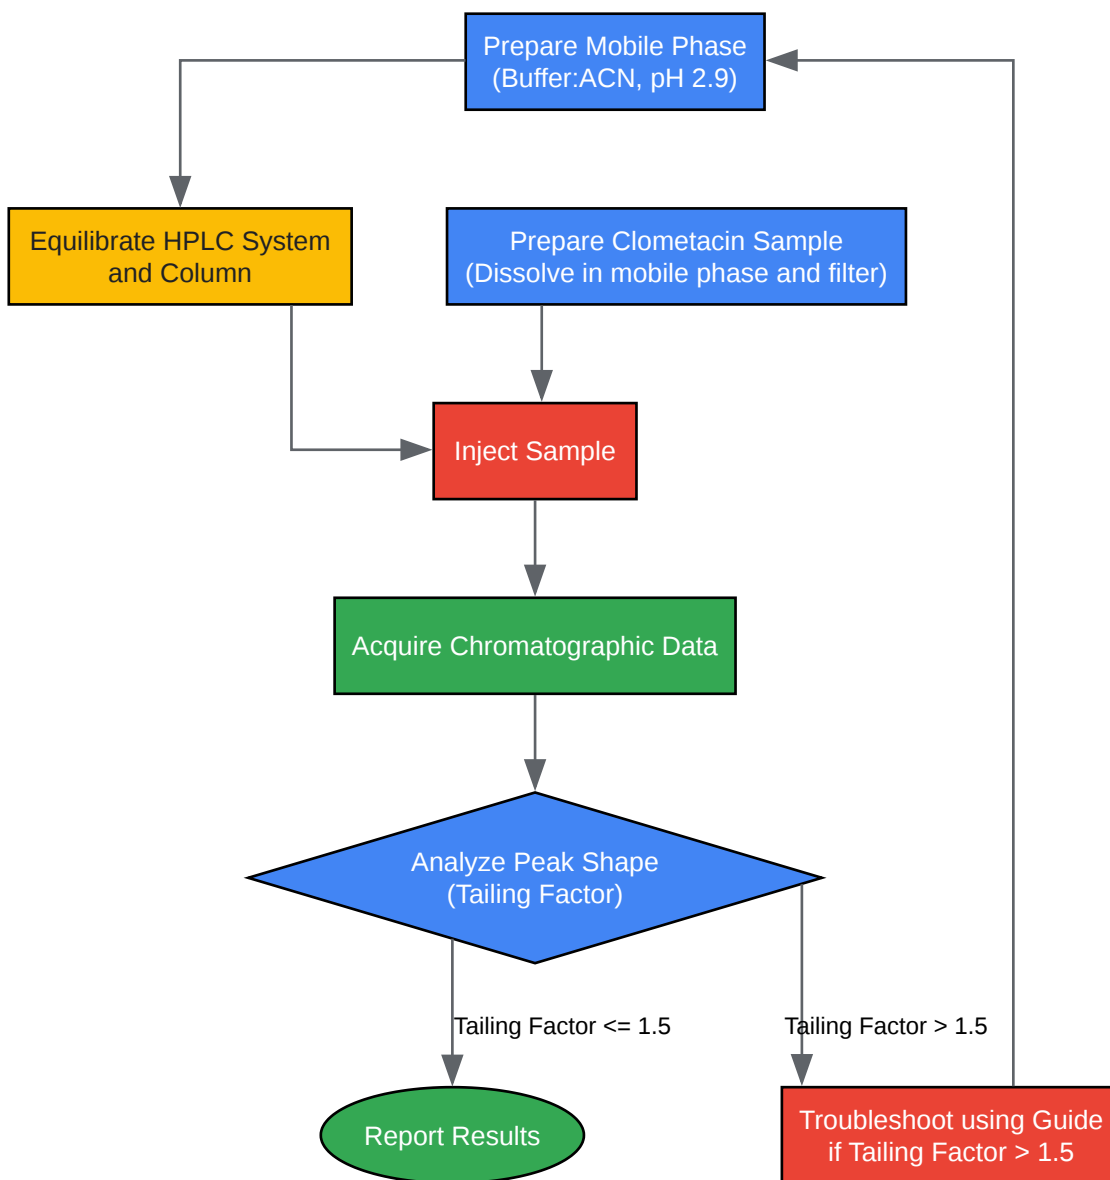 Prepare Mobile Phase
(Buffer:ACN, pH 2.9)
Equilibrate HPLC System
and Column
Prepare Clometacin Sample
(Dissolve in mobile phase and filter)
Inject Sample
Acquire Chromatographic Data
Analyze Peak Shape
(Tailing Factor)
Tailing Factor <= 1.5
Tailing Factor > 1.5
Report Results
Troubleshoot using Guide
if Tailing Factor > 1.5